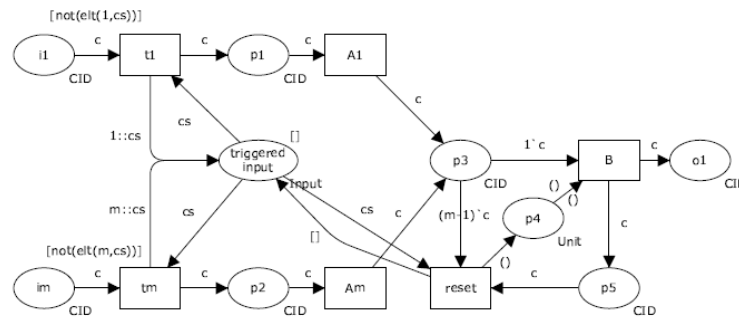 [not(elt(1,cs))]
c
c
c
i1
t1
p1
A1
CID
CID
cs
c
1::cs
[]
triggered
input
Input
p3
CID
1`c
B
c
o1
CID
m::cs
cs
cs
c
(m-1)`c
()
()
p4
Unit
[]
c
[not(elt(m,cs))]
()
c
c
c
c
im
tm
p2
Am
reset
p5
CID
CID
CID